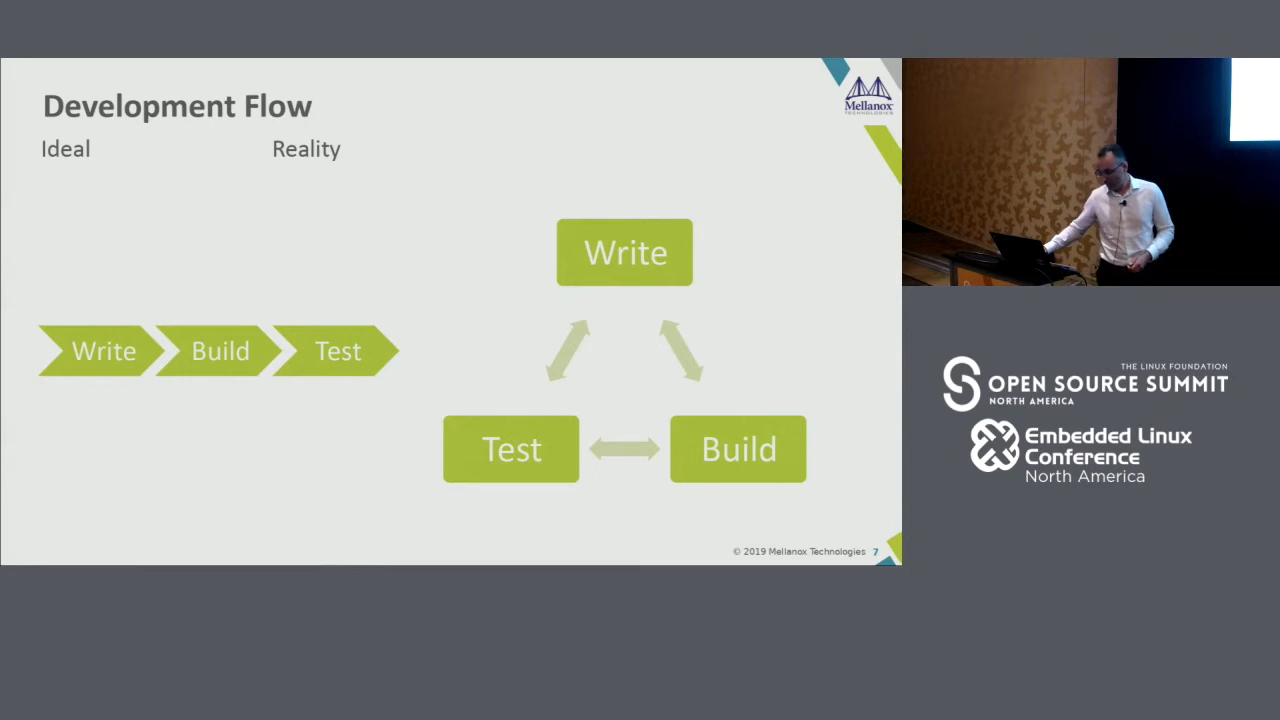 Development Flow
Ideal
Reality
Mellanox
TECHNOLOGIES
Write
Write
Build
Test
Test
Build
© 2019 Mellanox Technologies 7
THE LINUX FOUNDATION
OPEN SOURCE SUMMIT
NORTH AMERICA
Embedded Linux
Conference
North America